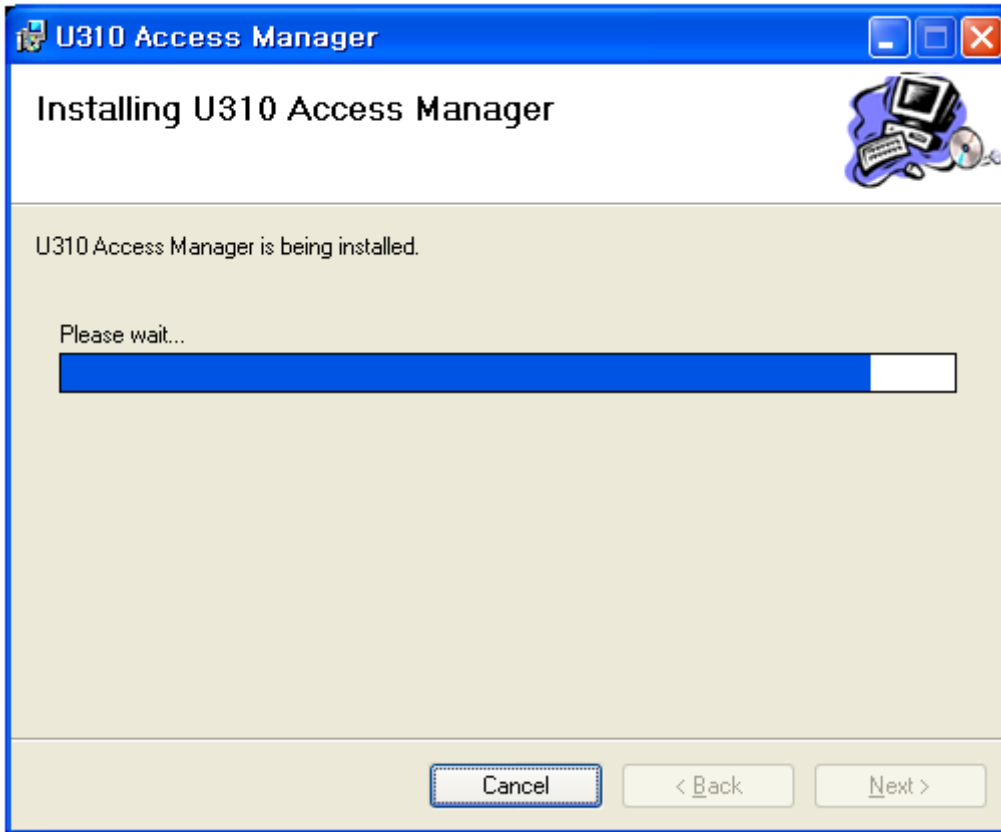 U310 Access Manager
Installing U310 Access Manager
U310 Access Manager is being installed.
Please wait...
Cancel
< Back
Next >